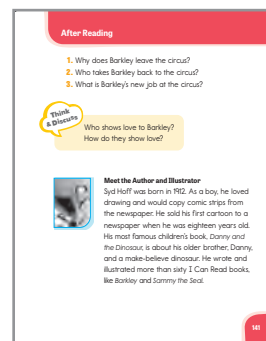 After Reading
1. Why does Barkley leave the circus?
2. Who takes Barkley back to the circus?
3. What is Barkley's new job at the circus?
Think
& Discuss
Who shows love to Barkley?
How do they show love?
Meet the Author and Illustrator
Syd Hoff was born in 1912. As a boy, he loved
drawing and would copy comic strips from
the newspaper. He sold his first cartoon to a
newspaper when he was eighteen years old.
His most famous children's book, Danny and
the Dinosaur, is about his older brother, Danny,
and a make-believe dinosaur. He wrote and
illustrated more than sixty I Can Read books,
like Barkley and Sammy the Seal.
141